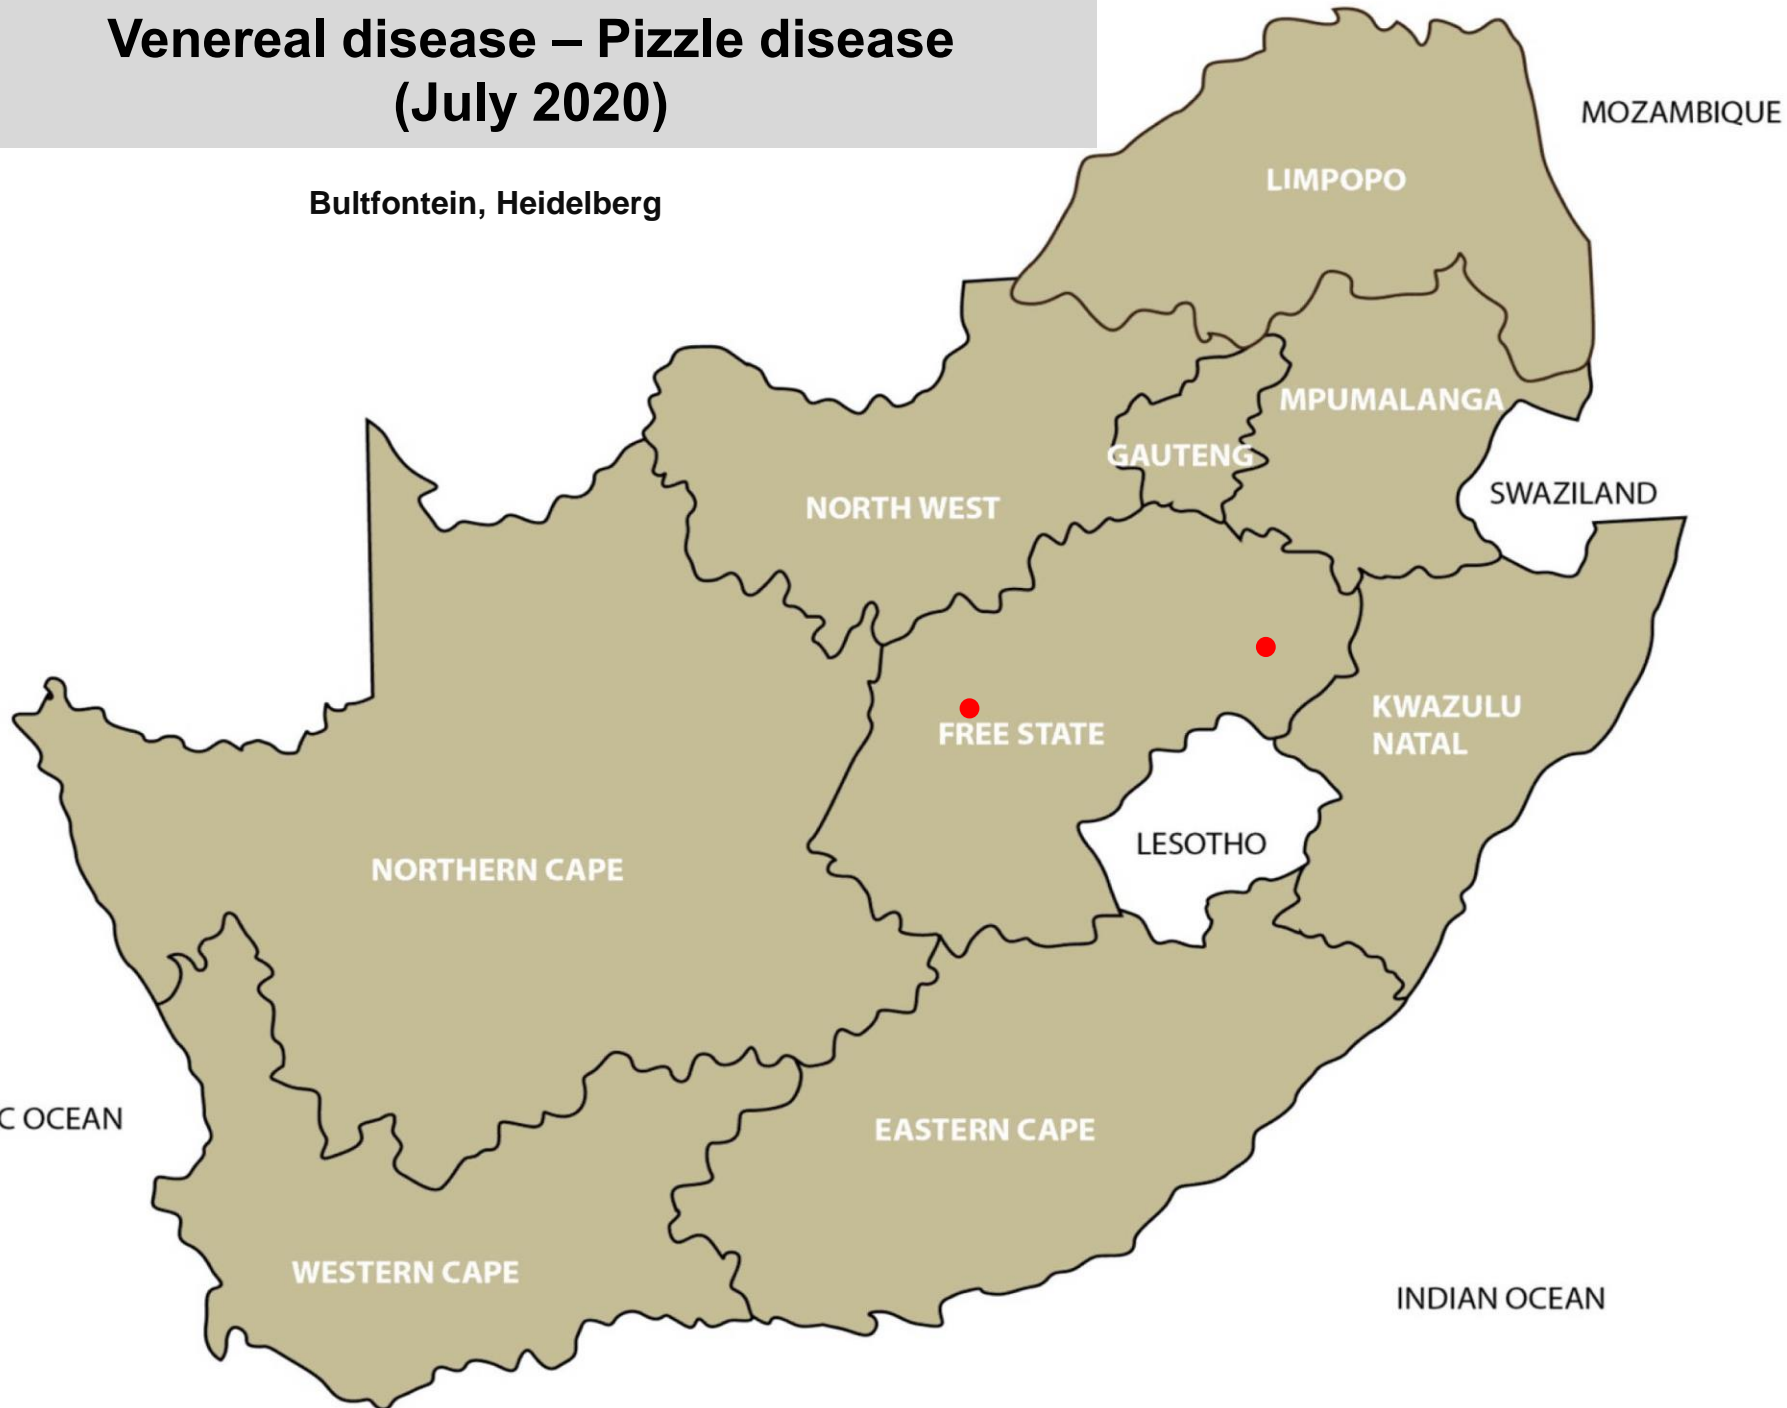 Venereal disease – Pizzle disease
(July 2020)
Bultfontein, Heidelberg
MOZAMBIQUE
LIMPOPO
MPUMALANGA
GAUTENG
SWAZILAND
NORTH WEST
KWAZULU
NATAL
FREE STATE
LESOTHO
NORTHERN CAPE
C OCEAN
EASTERN CAPE
WESTERN CAPE
INDIAN OCEAN